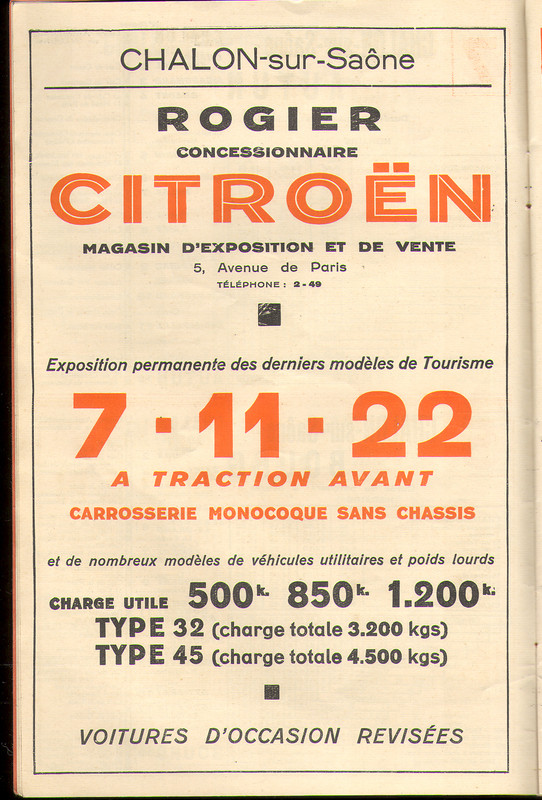 CHALON-sur-Saône
ROGIER
CONCESSIONNAIRE
CITROËN
MAGASIN D'EXPOSITION ET DE VENTE
5, Avenue de Paris
TÉLÉPHONE : 2-49
Exposition permanente des derniers modèles de Tourisme
7 · 11 · 22
A TRACTION AVANT
CARROSSERIE MONOCOQUE SANS CHASSIS
et de nombreux modèles de véhicules utilitaires et poids lourds
CHARGE UTILE 500k. 850k. 1.200k.
TYPE 32 (charge totale 3.200 kgs)
TYPE 45 (charge totale 4.500 kgs)
VOITURES D'OCCASION REVISÉES